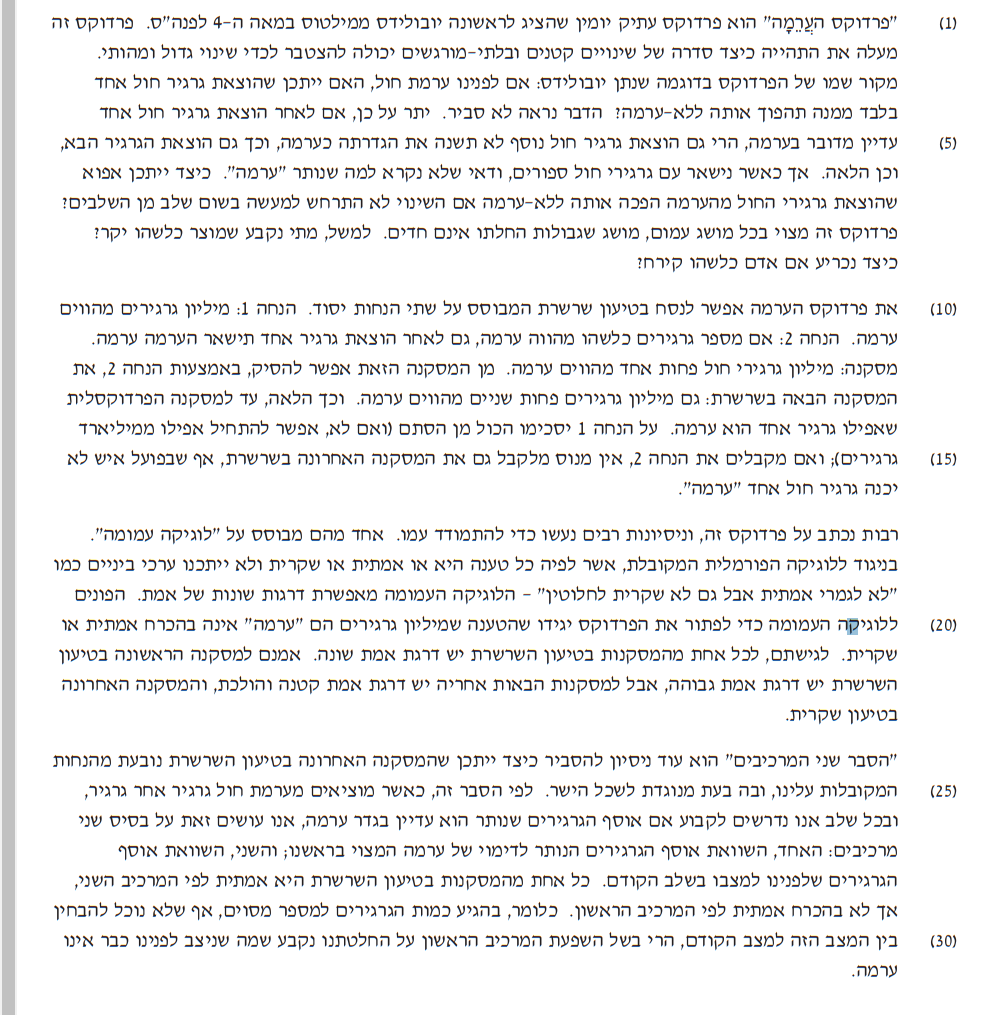 (1) "פרדוקס העֲרֵמָה" הוא פרדוקס עתיק יומין שהציג לראשונה יובולידס ממילטוס במאה ה-4 לפנה"ס. פרדוקס זה
מעלה את התהייה כיצד סדרה של שינויים קטנים ובלתי-מורגשים יכולה להצטבר לכדי שינוי גדול ומהותי.
מקור שמו של הפרדוקס בדוגמה שנתן יובולידס: אם לפנינו ערמת חול, האם ייתכן שהוצאת גרגיר חול אחד
בלבד ממנה תהפוך אותה ללא-ערמה? הדבר נראה לא סביר. יתר על כן, אם לאחר הוצאת גרגיר חול אחד
(5) עדיין מדובר בערמה, הרי גם הוצאת גרגיר חול נוסף לא תשנה את הגדרתה כערמה, וכך גם הוצאת הגרגיר הבא,
וכן הלאה. אך כאשר נישאר עם גרגירי חול ספורים, ודאי שלא נקרא למה שנותר "ערמה". כיצד ייתכן אפוא
שהוצאת גרגירי החול מהערמה הפכה אותה ללא-ערמה אם השינוי לא התרחש למעשה בשום שלב מן השלבים?
פרדוקס זה מצוי בכל מושג עמום, מושג שגבולות החלתו אינם חדים. למשל, מתי נקבע שמוצר כלשהו יקר?
כיצד נכריע אם אדם כלשהו קירח?
(10) את פרדוקס הערמה אפשר לנסח בטיעון שרשרת המבוסס על שתי הנחות יסוד. הנחה 1: מיליון גרגירים מהווים
ערמה. הנחה 2: אם מספר גרגירים כלשהו מהווה ערמה, גם לאחר הוצאת גרגיר אחד תישאר הערמה ערמה.
מסקנה: מיליון גרגירי חול פחות אחד מהווים ערמה. מן המסקנה הזאת אפשר להסיק, באמצעות הנחה 2, את
המסקנה הבאה בשרשרת: גם מיליון גרגירים פחות שניים מהווים ערמה. וכך הלאה, עד למסקנה הפרדוקסלית
שאפילו גרגיר אחד הוא ערמה. על הנחה 1 יסכימו הכול מן הסתם (ואם לא, אפשר להתחיל אפילו ממיליארד
(15) גרגירים); ואם מקבלים את הנחה 2, אין מנוס מלקבל גם את המסקנה האחרונה בשרשרת, אף שבפועל איש לא
יכנה גרגיר חול אחד "ערמה".
רבות נכתב על פרדוקס זה, וניסיונות רבים נעשו כדי להתמודד עמו. אחד מהם מבוסס על "לוגיקה עמומה".
בניגוד ללוגיקה הפורמלית המקובלת, אשר לפיה כל טענה היא או אמתית או שקרית ולא ייתכנו ערכי ביניים כמו
"לא לגמרי אמתית אבל גם לא שקרית לחלוטין" - הלוגיקה העמומה מאפשרת דרגות שונות של אמת. הפונים
(20) ללוגיקה העמומה כדי לפתור את הפרדוקס יגידו שהטענה שמיליון גרגירים הם "ערמה" אינה בהכרח אמתית או
שקרית. לגישתם, לכל אחת מהמסקנות בטיעון השרשרת יש דרגת אמת שונה. אמנם למסקנה הראשונה בטיעון
השרשרת יש דרגת אמת גבוהה, אבל למסקנות הבאות אחריה יש דרגת אמת קטנה והולכת, והמסקנה האחרונה
בטיעון שקרית.
"הסבר שני המרכיבים" הוא עוד ניסיון להסביר כיצד ייתכן שהמסקנה האחרונה בטיעון השרשרת נובעת מהנחות
(25) המקובלות עלינו, ובה בעת מנוגדת לשכל הישר. לפי הסבר זה, כאשר מוציאים מערמת חול גרגיר אחר גרגיר,
ובכל שלב אנו נדרשים לקבוע אם אוסף הגרגירים שנותר הוא עדיין בגדר ערמה, אנו עושים זאת על בסיס שני
מרכיבים: האחד, השוואת אוסף הגרגירים הנותר לדימוי של ערמה המצוי בראשנו; והשני, השוואת אוסף
הגרגירים שלפנינו למצבו בשלב הקודם. כל אחת מהמסקנות בטיעון השרשרת היא אמתית לפי המרכיב השני,
אך לא בהכרח אמתית לפי המרכיב הראשון. כלומר, בהגיע כמות הגרגירים למספר מסוים, אף שלא נוכל להבחין
(30) בין המצב הזה למצב הקודם, הרי בשל השפעת המרכיב הראשון על החלטתנו נקבע שמה שניצב לפנינו כבר אינו
ערמה.